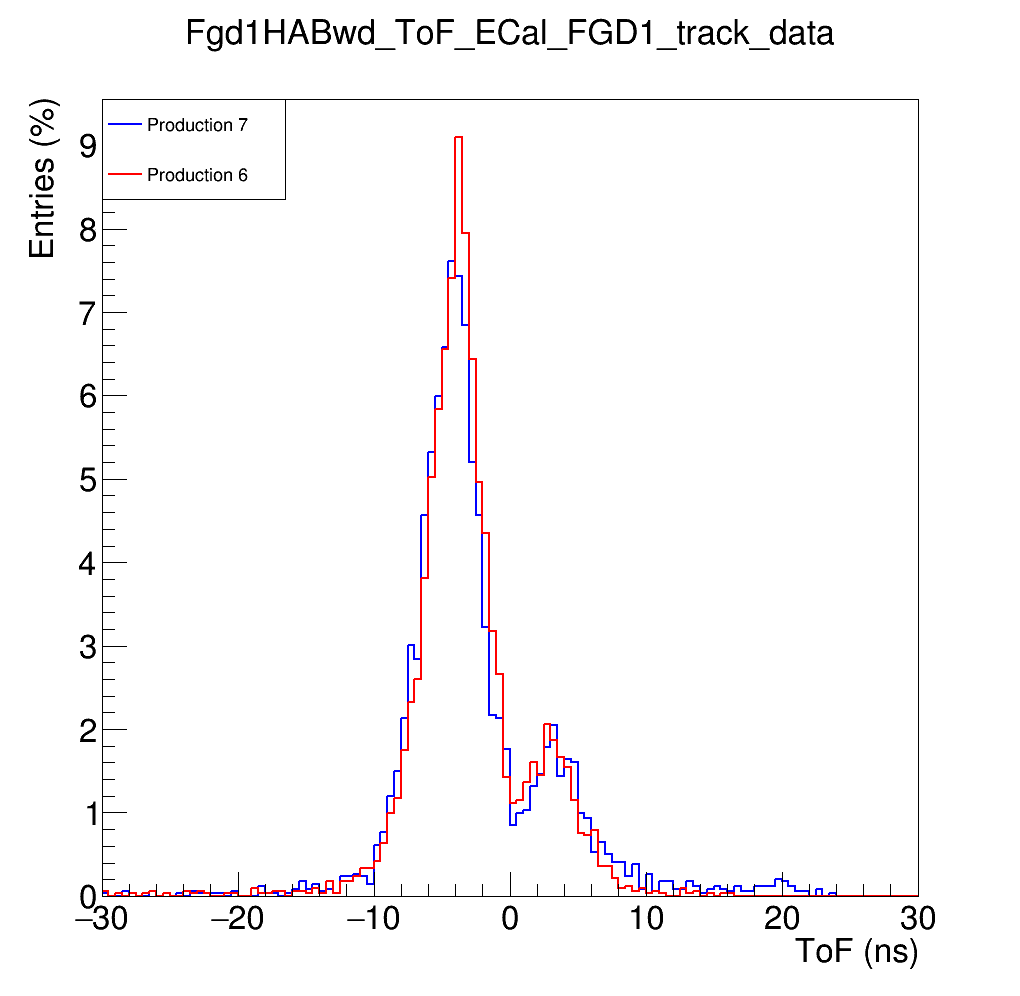 Fgd1HABwd_ToF_ECal_FGD1_track_data
Entries (%)
Production 7
Production 6
9
8
7
6
5
4
3
2
1
0
−30 −20 −10 0 10 20 30
ToF (ns)